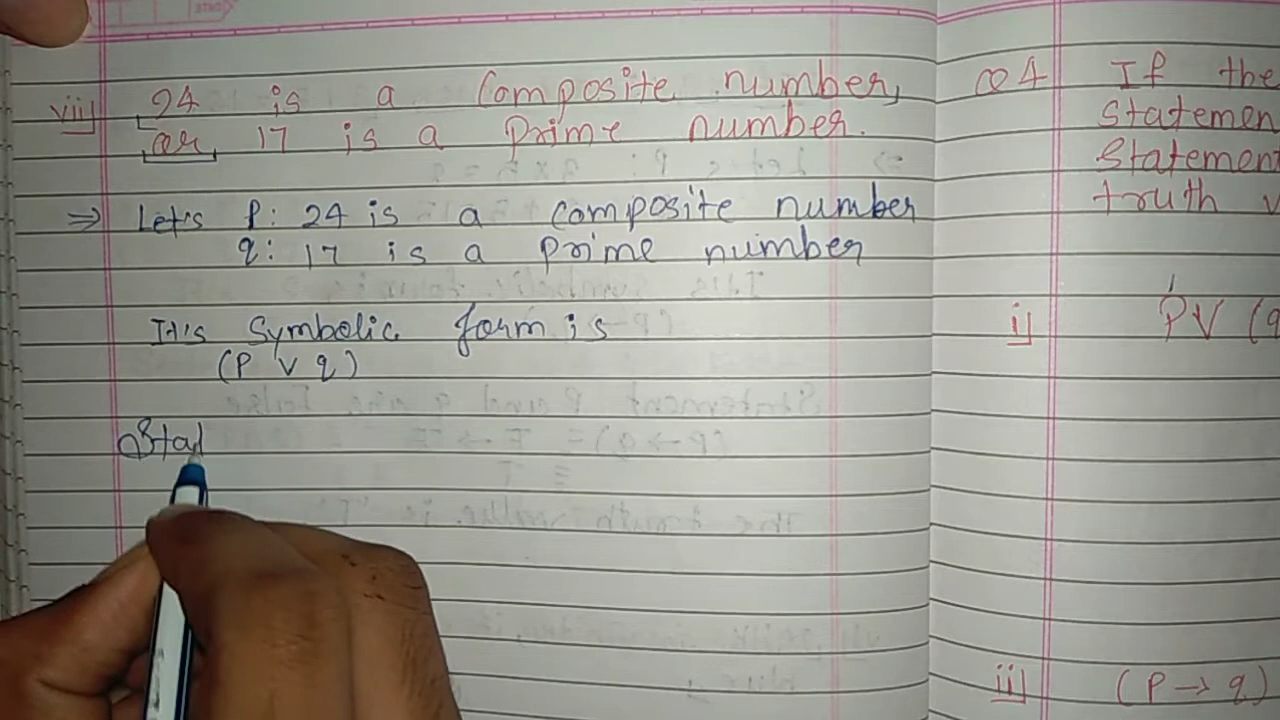 viii] 24 is a Composite number,
or 17 is a Prime number.
⇒ Let's P: 24 is a composite number
q: 17 is a prime number
It's Symbolic form is
(P ∨ q)
Stat
Q4 If the
Statemen
Statement
truth v
i] P∨ (q
ii] (P → q)